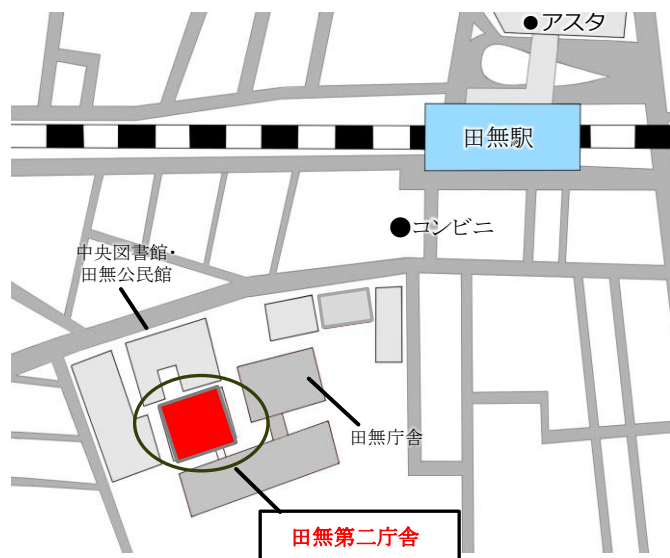 ●アスタ
田無駅
●コンビニ
中央図書館・
田無公民館
田無庁舎
田無第二庁舎